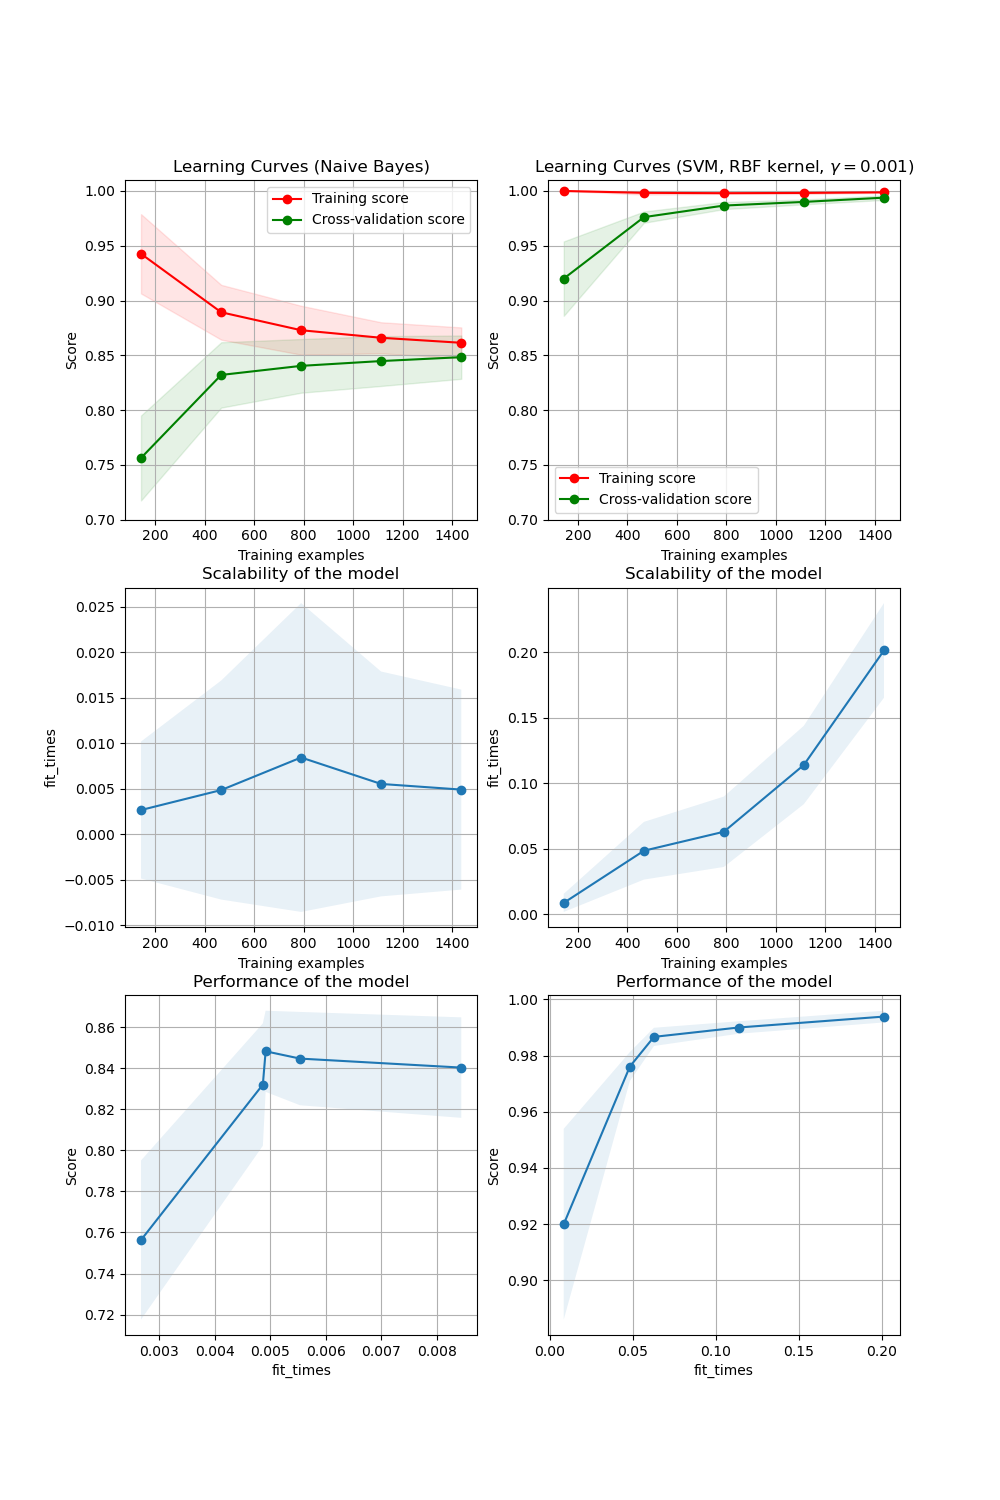 Learning Curves (Naive Bayes)
Learning Curves (SVM, RBF kernel, γ = 0.001)
1.00
0.95
0.90
0.85
0.80
0.75
0.70
Score
Training score
Cross-validation score
200 400 600 800 1000 1200 1400
Training examples
1.00
0.95
0.90
0.85
0.80
0.75
0.70
Score
Training score
Cross-validation score
200 400 600 800 1000 1200 1400
Training examples
Scalability of the model
0.025
0.020
0.015
0.010
0.005
0.000
−0.005
−0.010
fit_times
200 400 600 800 1000 1200 1400
Training examples
Scalability of the model
0.20
0.15
0.10
0.05
0.00
fit_times
200 400 600 800 1000 1200 1400
Training examples
Performance of the model
0.86
0.84
0.82
0.80
0.78
0.76
0.74
0.72
Score
0.003 0.004 0.005 0.006 0.007 0.008
fit_times
Performance of the model
1.00
0.98
0.96
0.94
0.92
0.90
Score
0.00 0.05 0.10 0.15 0.20
fit_times